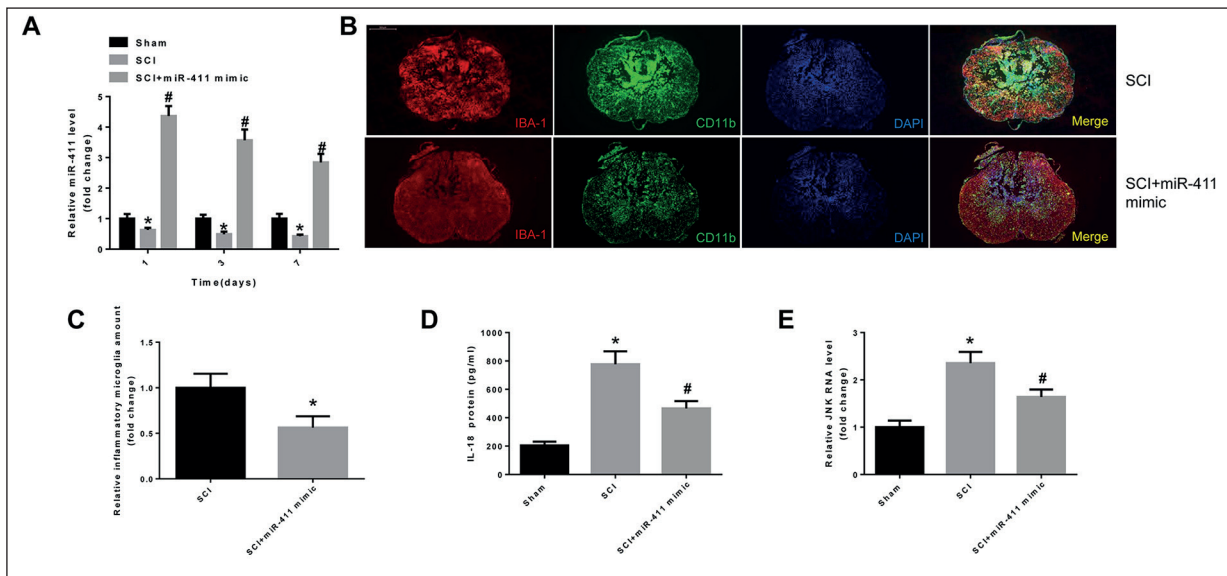 A
Sham
SCI
SCI+miR-411 mimic
Relative miR-411 level
(fold change)
5
4
3
2
1
0
#
#
#
*
*
*
1
3
7
Time(days)
B
IBA-1
CD11b
DAPI
Merge
SCI
IBA-1
CD11b
DAPI
Merge
SCI+miR-411
mimic
C
Relative inflammatory microglia amount
(fold change)
1.5
1.0
0.5
0.0
*
SCI
SCI+miR-411 mimic
D
IL-18 protein (pg/ml)
1000
800
600
400
200
0
*
#
Sham
SCI
SCI+miR-411 mimic
E
Relative JNK RNA level
(fold change)
3
2
1
0
*
#
Sham
SCI
SCI+miR-411 mimic